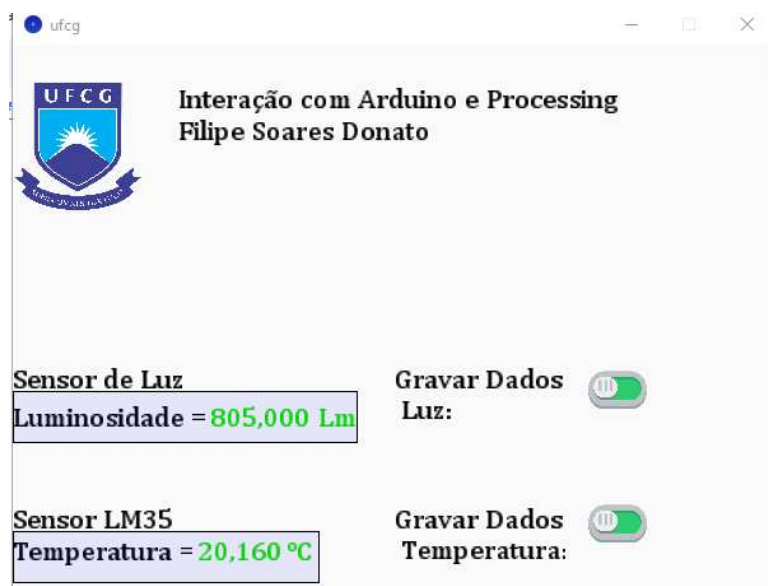 ufcg
UFCG
Interação com Arduino e Processing
Filipe Soares Donato
Sensor de Luz
Luminosidade = 805,000 Lm
Gravar Dados
Luz:
Sensor LM35
Temperatura = 20,160 ºC
Gravar Dados
Temperatura: